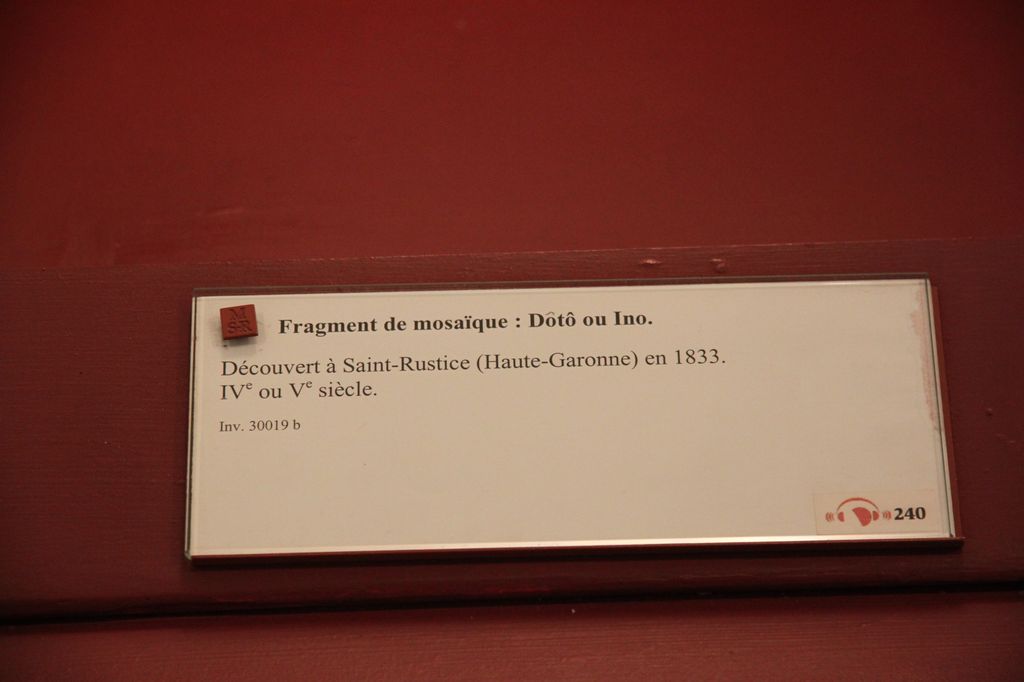 M
S-R
Fragment de mosaïque : Dôtô ou Ino.
Découvert à Saint-Rustice (Haute-Garonne) en 1833.
IVe ou Ve siècle.
Inv. 30019 b
240